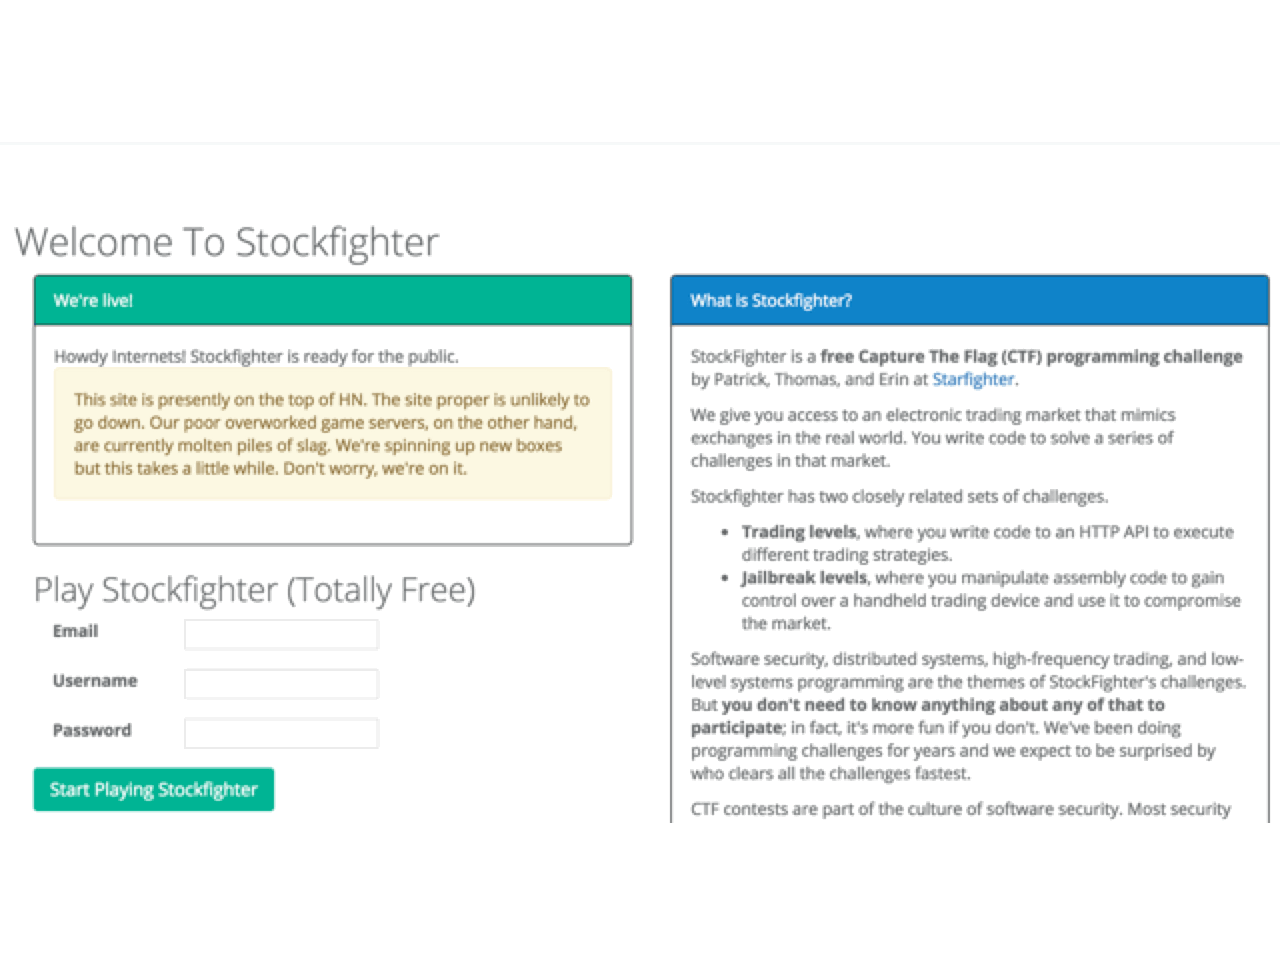 Welcome To Stockfighter
We're live!
Howdy Internets! Stockfighter is ready for the public.
This site is presently on the top of HN. The site proper is unlikely to
go down. Our poor overworked game servers, on the other hand,
are currently molten piles of slag. We're spinning up new boxes
but this takes a little while. Don't worry, we're on it.
Play Stockfighter (Totally Free)
Email
Username
Password
Start Playing Stockfighter
What is Stockfighter?
StockFighter is a free Capture The Flag (CTF) programming challenge
by Patrick, Thomas, and Erin at Starfighter.
We give you access to an electronic trading market that mimics
exchanges in the real world. You write code to solve a series of
challenges in that market.
Stockfighter has two closely related sets of challenges.
• Trading levels, where you write code to an HTTP API to execute
different trading strategies.
• Jailbreak levels, where you manipulate assembly code to gain
control over a handheld trading device and use it to compromise
the market.
Software security, distributed systems, high-frequency trading, and low-
level systems programming are the themes of StockFighter's challenges.
But you don't need to know anything about any of that to
participate; in fact, it's more fun if you don't. We've been doing
programming challenges for years and we expect to be surprised by
who clears all the challenges fastest.
CTF contests are part of the culture of software security. Most security